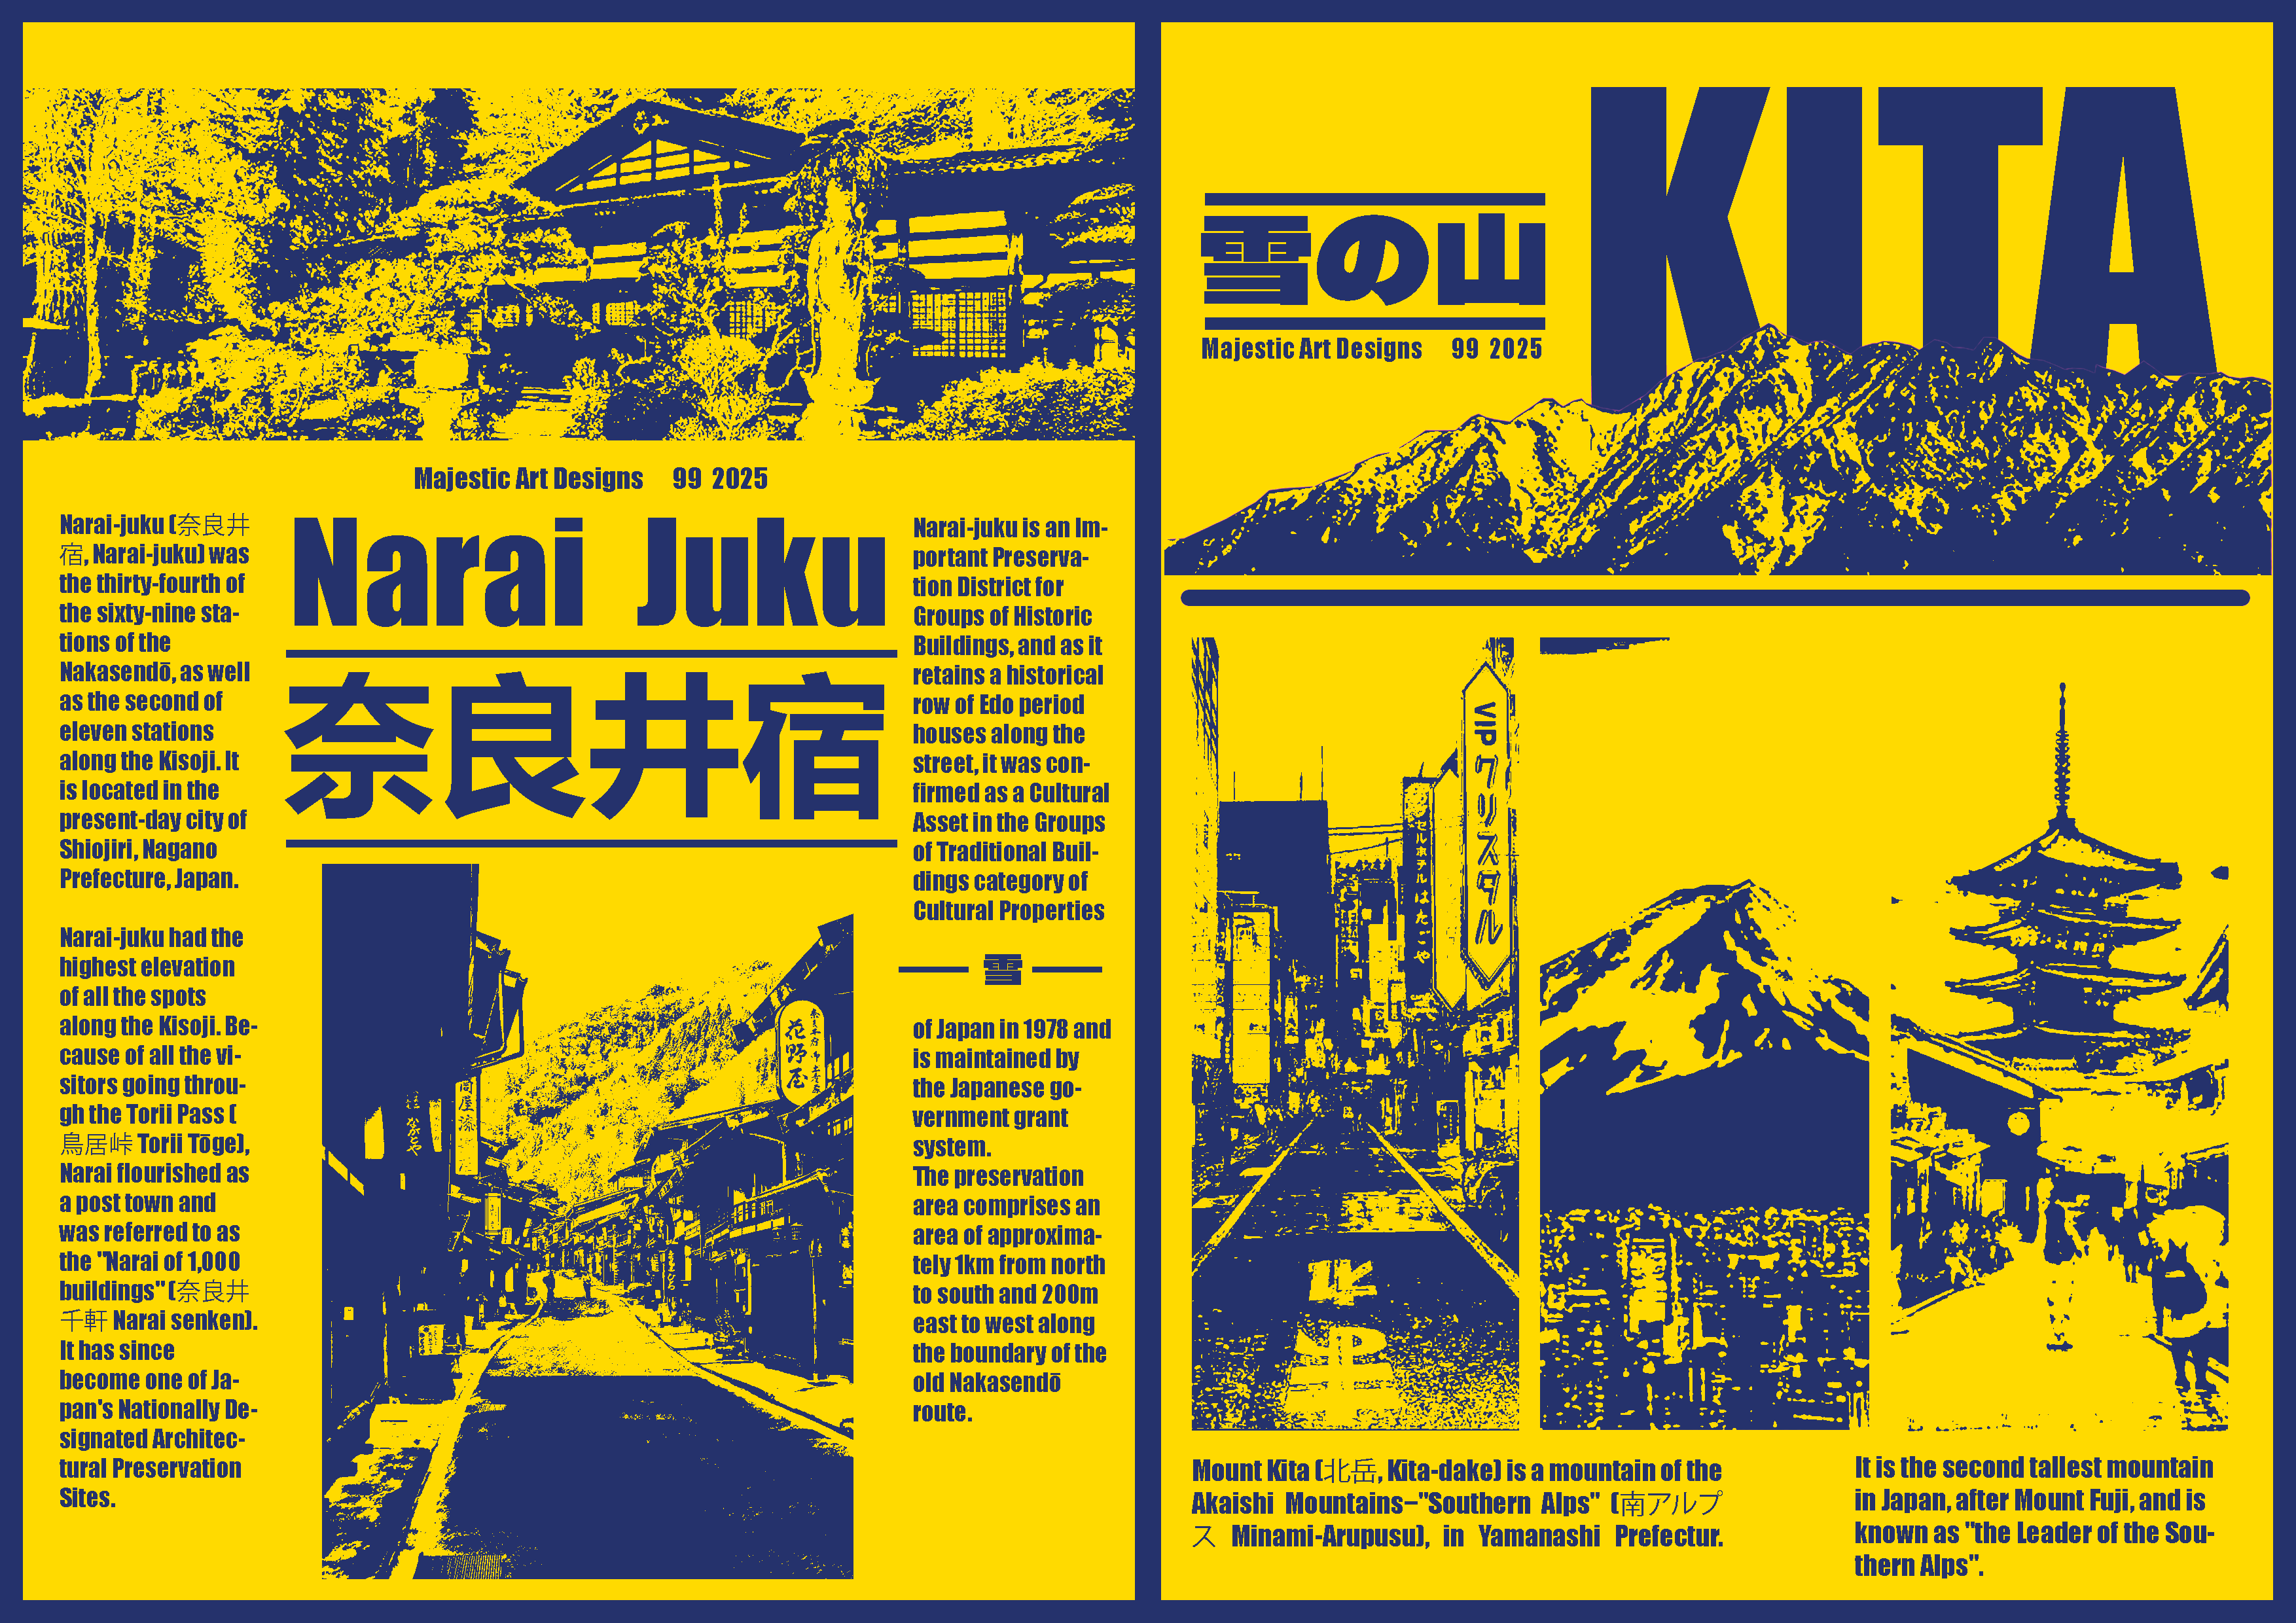 Majestic Art Designs 99 2025
Narai Juku
奈良井宿
Narai-juku (奈良井
宿, Narai-juku) was
the thirty-fourth of
the sixty-nine sta-
tions of the
Nakasendō, as well
as the second of
eleven stations
along the Kisoji. It
is located in the
present-day city of
Shiojiri, Nagano
Prefecture, Japan.
Narai-juku had the
highest elevation
of all the spots
along the Kisoji. Be-
cause of all the vi-
sitors going throu-
gh the Torii Pass (
鳥居峠 Torii Tōge),
Narai flourished as
a post town and
was referred to as
the "Narai of 1,000
buildings" (奈良井
千軒 Narai senken).
It has since
become one of Ja-
pan's Nationally De-
signated Architec-
tural Preservation
Sites.
花野屋
Narai-juku is an Im-
portant Preserva-
tion District for
Groups of Historic
Buildings, and as it
retains a historical
row of Edo period
houses along the
street, it was con-
firmed as a Cultural
Asset in the Groups
of Traditional Buil-
dings category of
Cultural Properties
雪
of Japan in 1978 and
is maintained by
the Japanese go-
vernment grant
system.
The preservation
area comprises an
area of approxima-
tely 1km from north
to south and 200m
east to west along
the boundary of the
old Nakasendō
route.
KITA
雪の山
Majestic Art Designs 99 2025
VIP クリスタル
セルホテルはたごや
Mount Kita (北岳, Kita-dake) is a mountain of the
Akaishi Mountains–"Southern Alps" (南アルプ
ス Minami-Arupusu), in Yamanashi Prefectur.
It is the second tallest mountain
in Japan, after Mount Fuji, and is
known as "the Leader of the Sou-
thern Alps".